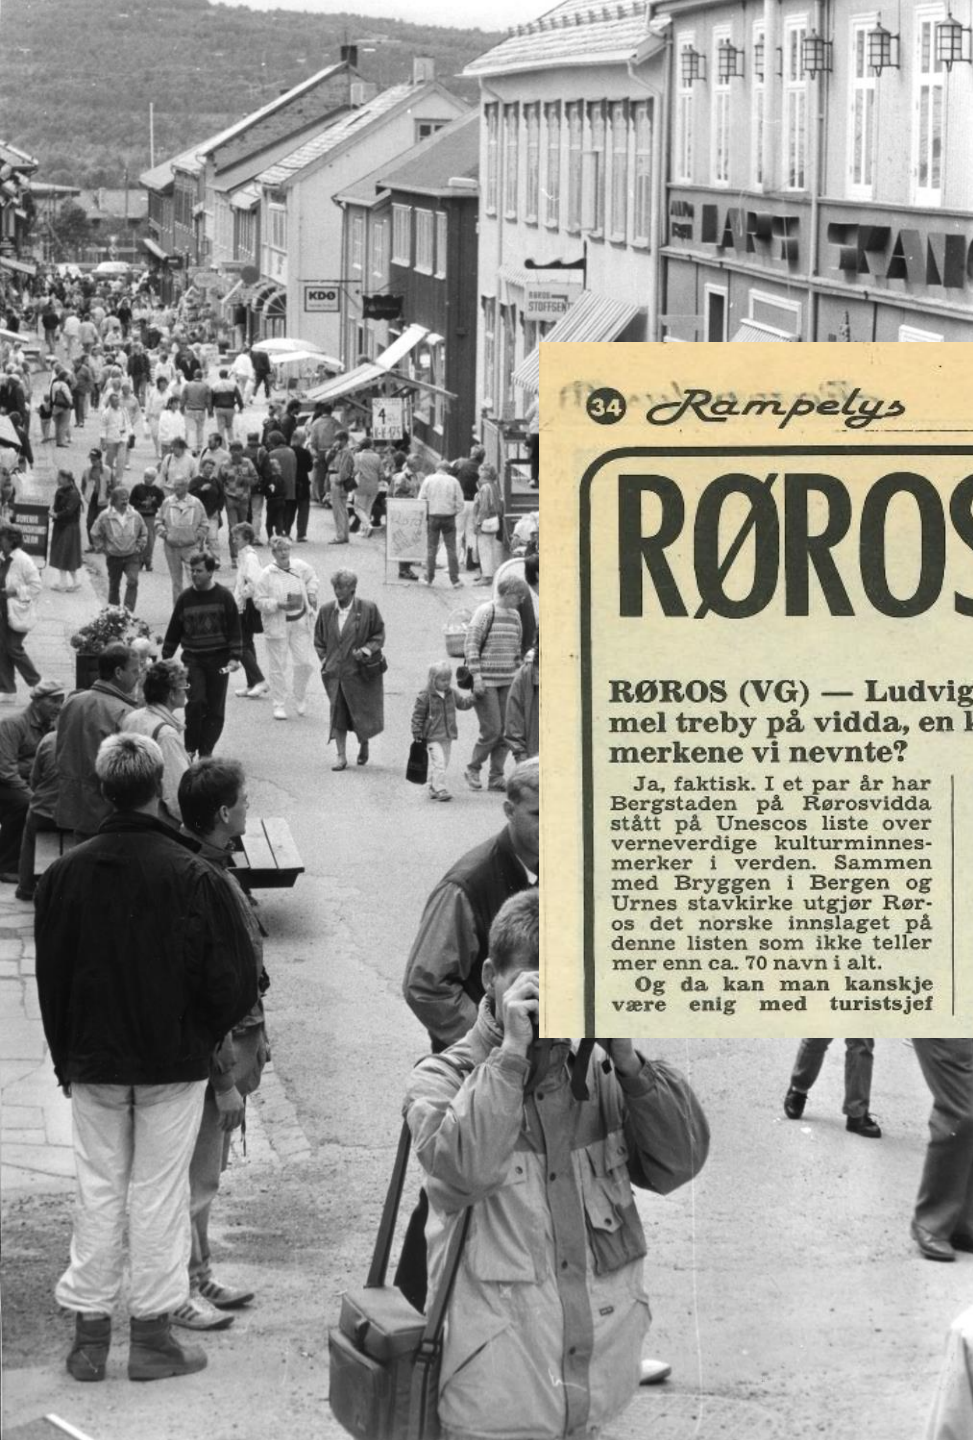 KDØ
RØROS
STOFFSENT
4
34 Rampelys
RØROS
RØROS (VG) — Ludvig
mel treby på vidda, en k
merkene vi nevnte?
Ja, faktisk. I et par år har
Bergstaden på Rørosvidda
stått på Unescos liste over
verneverdige kulturminnes-
merker i verden. Sammen
med Bryggen i Bergen og
Urnes stavkirke utgjør Rør-
os det norske innslaget på
denne listen som ikke teller
mer enn ca. 70 navn i alt.
Og da kan man kanskje
være enig med turistsjef